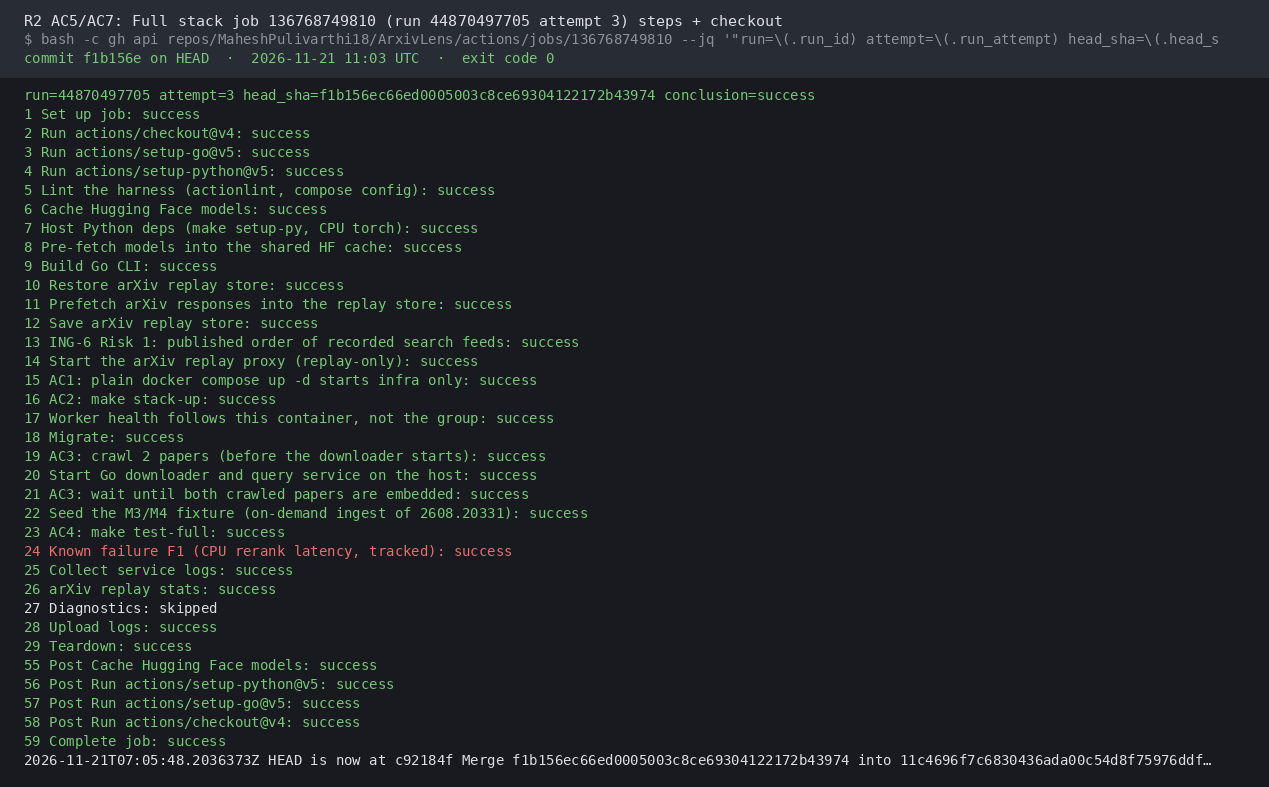 R2 AC5/AC7: Full stack job 136768749810 (run 44870497705 attempt 3) steps + checkout
$ bash -c gh api repos/MaheshPulivarthi18/ArxivLens/actions/jobs/136768749810 --jq '"run=\(.run_id) attempt=\(.run_attempt) head_sha=\(.head_s
commit f1b156e on HEAD · 2026-11-21 11:03 UTC · exit code 0
run=44870497705 attempt=3 head_sha=f1b156ec66ed0005003c8ce69304122172b43974 conclusion=success
1 Set up job: success
2 Run actions/checkout@v4: success
3 Run actions/setup-go@v5: success
4 Run actions/setup-python@v5: success
5 Lint the harness (actionlint, compose config): success
6 Cache Hugging Face models: success
7 Host Python deps (make setup-py, CPU torch): success
8 Pre-fetch models into the shared HF cache: success
9 Build Go CLI: success
10 Restore arXiv replay store: success
11 Prefetch arXiv responses into the replay store: success
12 Save arXiv replay store: success
13 ING-6 Risk 1: published order of recorded search feeds: success
14 Start the arXiv replay proxy (replay-only): success
15 AC1: plain docker compose up -d starts infra only: success
16 AC2: make stack-up: success
17 Worker health follows this container, not the group: success
18 Migrate: success
19 AC3: crawl 2 papers (before the downloader starts): success
20 Start Go downloader and query service on the host: success
21 AC3: wait until both crawled papers are embedded: success
22 Seed the M3/M4 fixture (on-demand ingest of 2608.20331): success
23 AC4: make test-full: success
24 Known failure F1 (CPU rerank latency, tracked): success
25 Collect service logs: success
26 arXiv replay stats: success
27 Diagnostics: skipped
28 Upload logs: success
29 Teardown: success
55 Post Cache Hugging Face models: success
56 Post Run actions/setup-python@v5: success
57 Post Run actions/setup-go@v5: success
58 Post Run actions/checkout@v4: success
59 Complete job: success
2026-11-21T07:05:48.2036373Z HEAD is now at c92184f Merge f1b156ec66ed0005003c8ce69304122172b43974 into 11c4696f7c6830436ada00c54d8f75976ddf…